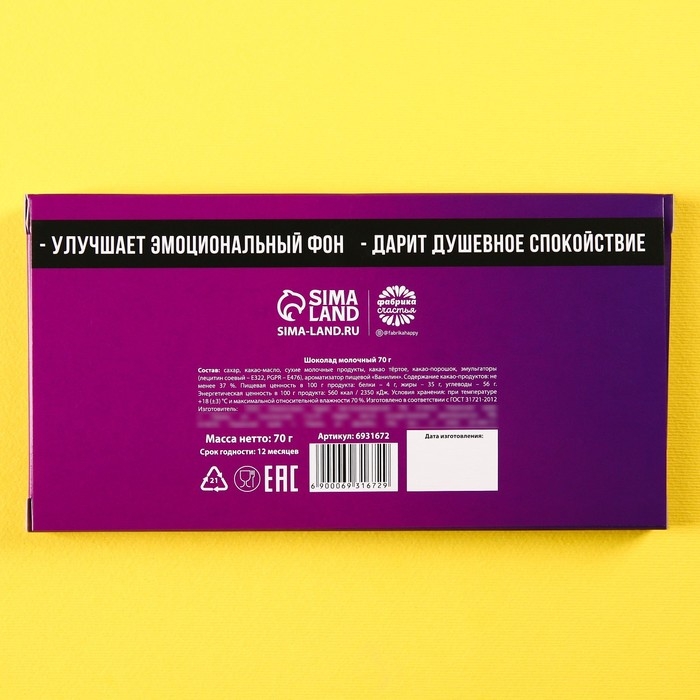 - УЛУЧШАЕТ ЭМОЦИОНАЛЬНЫЙ ФОН - ДАРИТ ДУШЕВНОЕ СПОКОЙСТВИЕ
SIMA
LAND
SIMA-LAND.RU
фабрика
счастья
@fabrikahappy
Шоколад молочный 70 г
Состав: сахар, какао-масло, сухие молочные продукты, какао тёртое, какао-порошок, эмульгаторы
(лецитин соевый – E322, PGPR – E476), ароматизатор пищевой «Ванилин». Содержание какао-продуктов: не
менее 37 %. Пищевая ценность в 100 г продукта: белки – 4 г, жиры – 35 г, углеводы – 56 г.
Энергетическая ценность в 100 г продукта: 560 ккал / 2350 кДж. Условия хранения: при температуре
+18 (±3) °С и максимальной относительной влажности 70 %. Изготовлено в соответствии с ГОСТ 31721-2012
Изготовитель:
Масса нетто: 70 г
Срок годности: 12 месяцев
Артикул: 6931672
Дата изготовления:
21
EAC
6 900069 316729